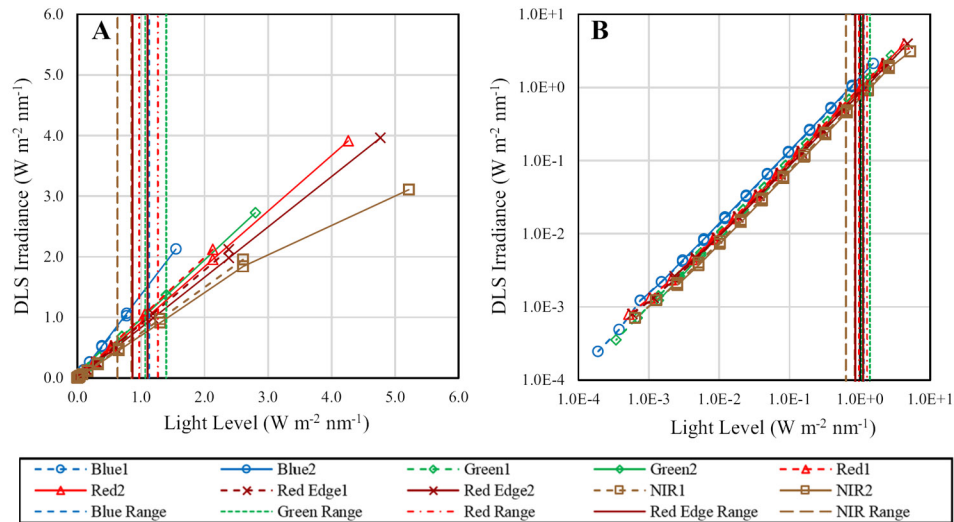 A
B
DLS Irradiance (W m-2 nm-1)
6.0
5.0
4.0
3.0
2.0
1.0
0.0
0.0 1.0 2.0 3.0 4.0 5.0 6.0
Light Level (W m-2 nm-1)
DLS Irradiance (W m-2 nm-1)
1.0E+1
1.0E+0
1.0E-1
1.0E-2
1.0E-3
1.0E-4
1.0E-4 1.0E-3 1.0E-2 1.0E-1 1.0E+0 1.0E+1
Light Level (W m-2 nm-1)
Blue1 Blue2 Green1 Green2 Red1
Red2 Red Edge1 Red Edge2 NIR1 NIR2
Blue Range Green Range Red Range Red Edge Range NIR Range